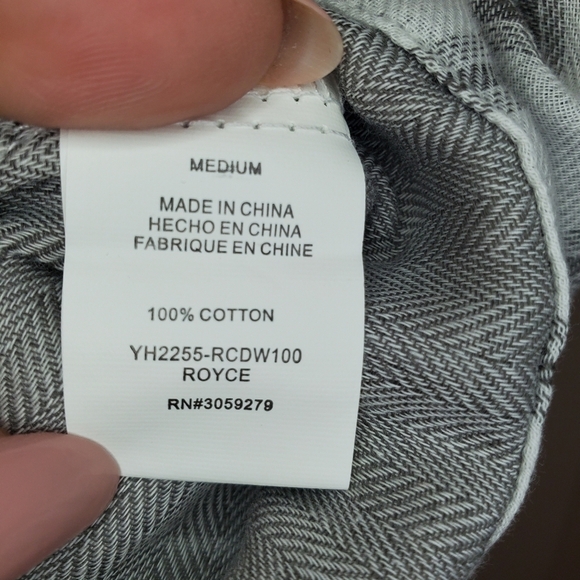 MEDIUM
MADE IN CHINA
HECHO EN CHINA
FABRIQUE EN CHINE
100% COTTON
YH2255-RCDW100
ROYCE
RN#3059279